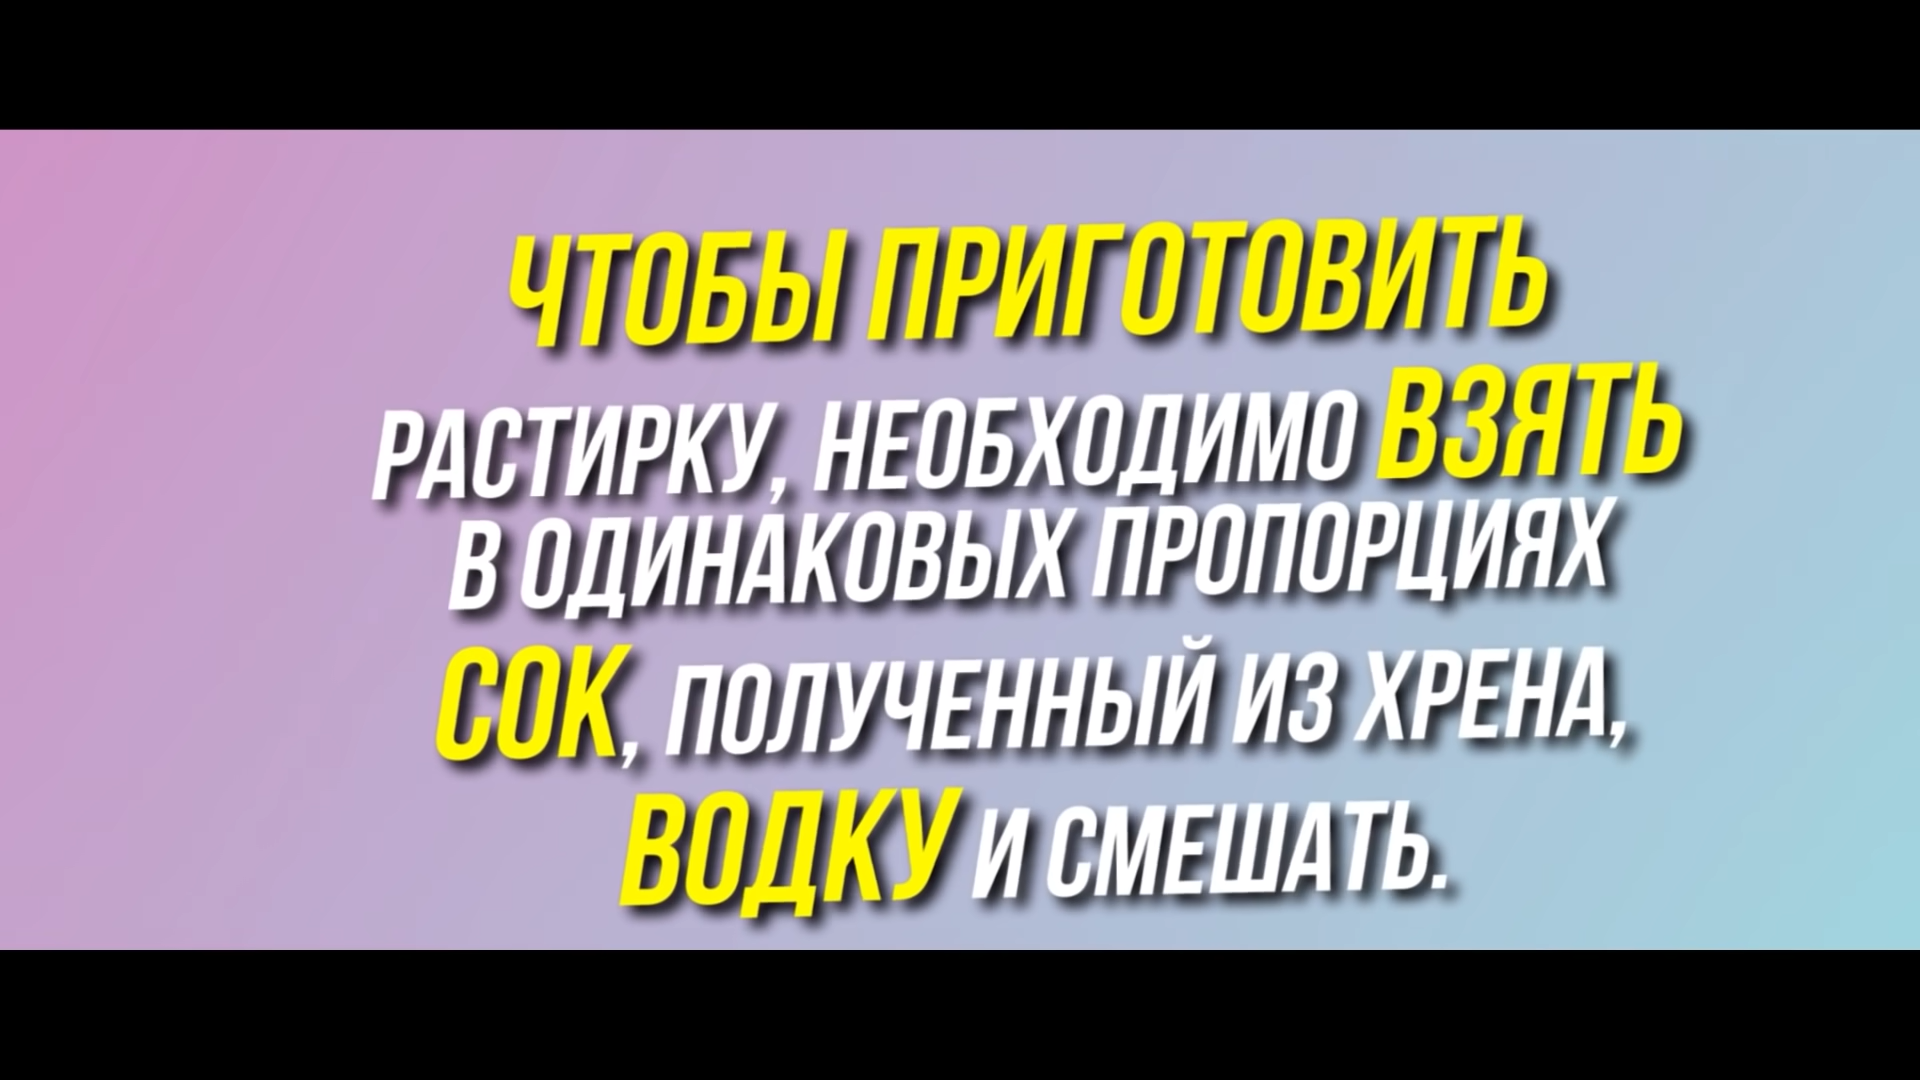 ЧТОБЫ ПРИГОТОВИТЬ
РАСТИРКУ, НЕОБХОДИМО ВЗЯТЬ
В ОДИНАКОВЫХ ПРОПОРЦИЯХ
СОК, ПОЛУЧЕННЫЙ ИЗ ХРЕНА,
ВОДКУ И СМЕШАТЬ.